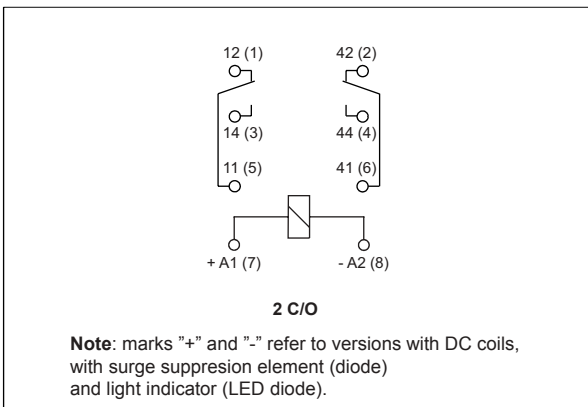 12 (1) 42 (2)
14 (3) 44 (4)
11 (5) 41 (6)
+ A1 (7) - A2 (8)
2 C/O
Note: marks "+" and "-" refer to versions with DC coils,
with surge suppresion element (diode)
and light indicator (LED diode).